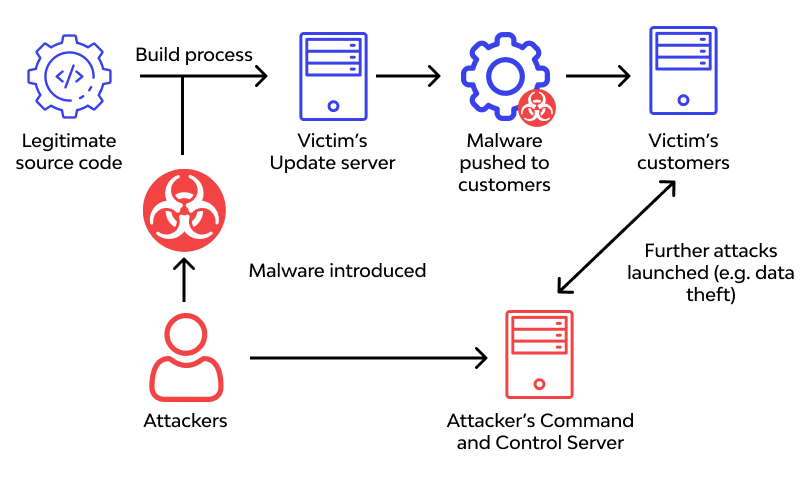 Build process
Legitimate
source code
Victim’s
Update server
Malware
pushed to
customers
Victim’s
customers
Malware introduced
Further attacks
launched (e.g. data
theft)
Attackers
Attacker’s Command
and Control Server